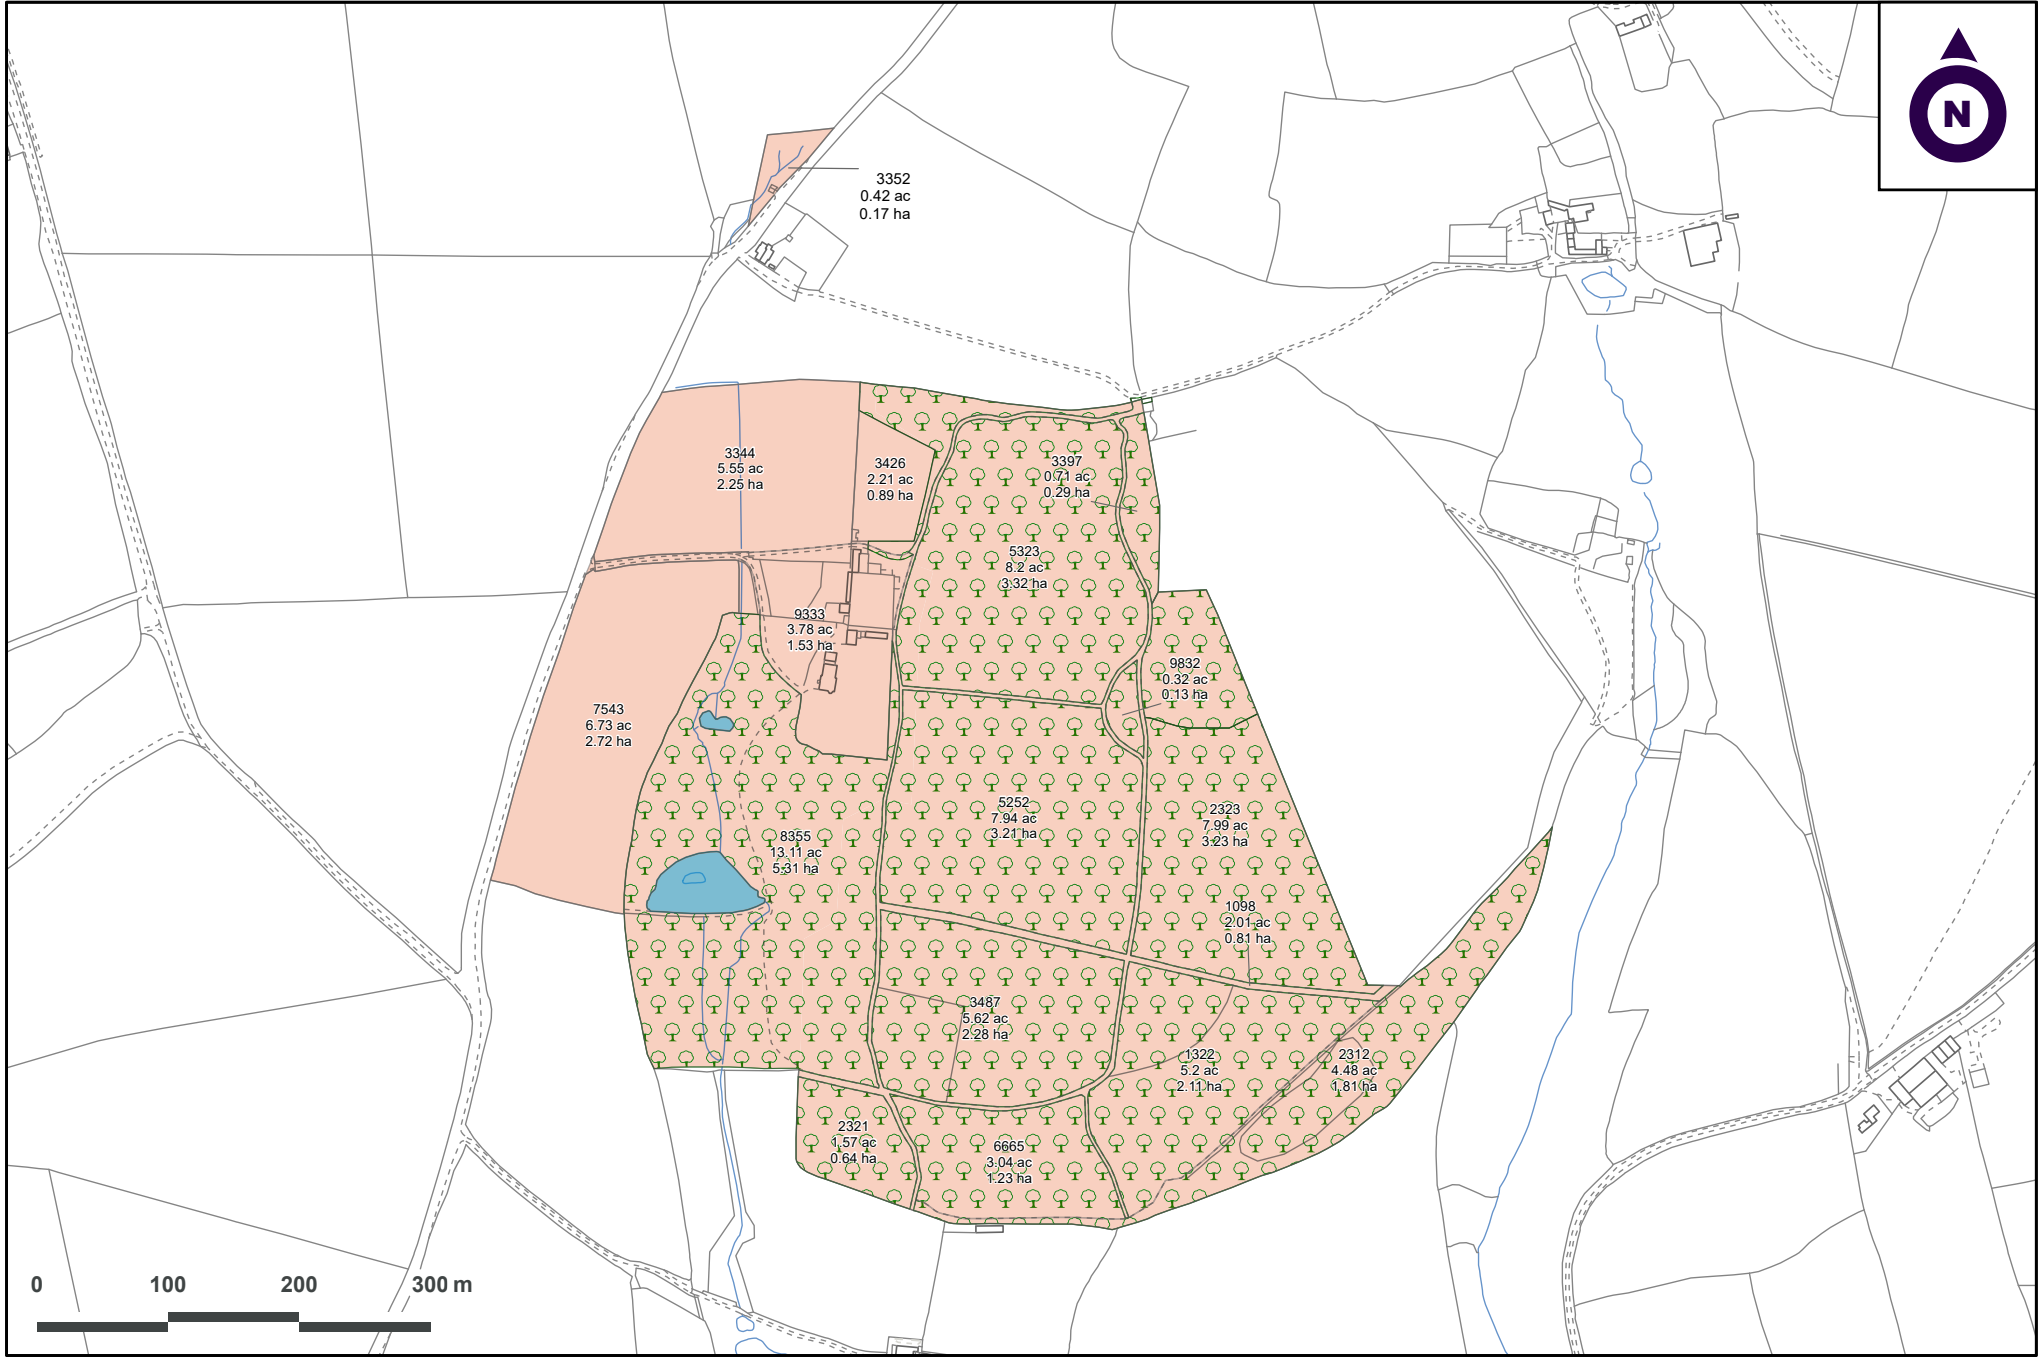 N
3352
0.42 ac
0.17 ha
3344
5.55 ac
2.25 ha
3426
2.21 ac
0.89 ha
3397
0.71 ac
0.29 ha
5323
8.2 ac
3.32 ha
9333
3.78 ac
1.53 ha
9832
0.32 ac
0.13 ha
7543
6.73 ac
2.72 ha
8355
13.11 ac
5.31 ha
5252
7.94 ac
3.21 ha
2323
7.99 ac
3.23 ha
1098
2.01 ac
0.81 ha
3487
5.62 ac
2.28 ha
1322
5.2 ac
2.11 ha
2312
4.48 ac
1.81 ha
2321
1.57 ac
0.64 ha
6665
3.04 ac
1.23 ha
0 100 200 300 m